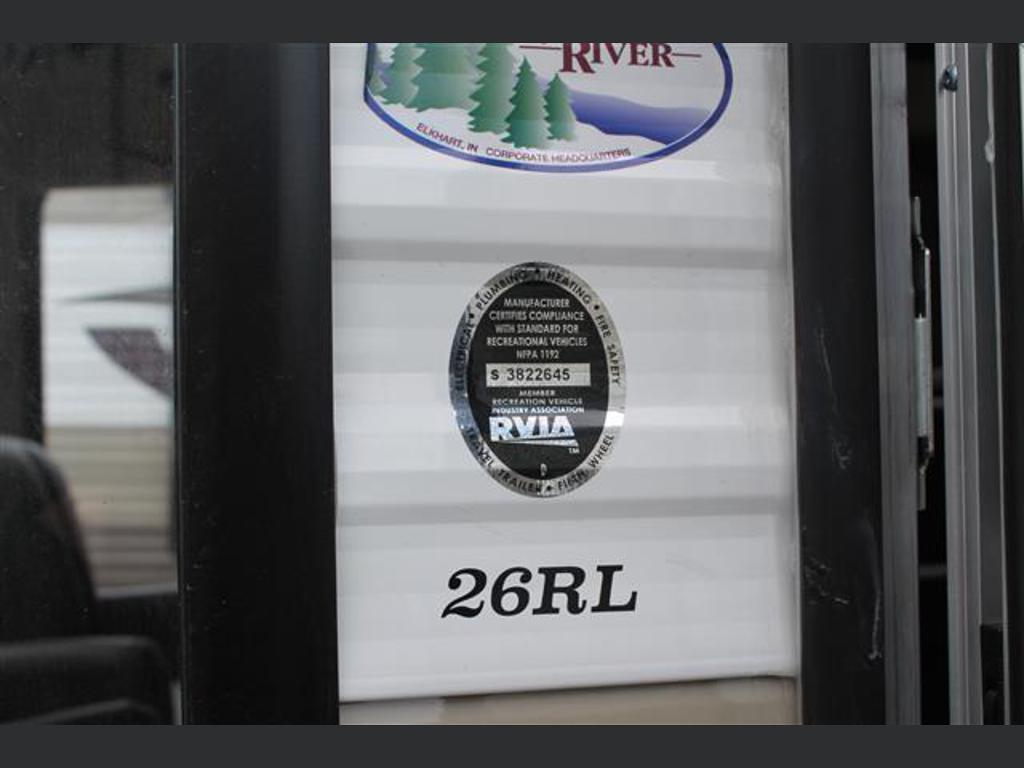 RIVER
ELKHART, IN CORPORATE HEADQUARTERS
ELECTRICAL ★ PLUMBING ★ HEATING ★ FIRE SAFETY
MANUFACTURER
CERTIFIES COMPLIANCE
WITH STANDARD FOR
RECREATIONAL VEHICLES
NFPA 1192
S 3822645
MEMBER
RECREATION VEHICLE
INDUSTRY ASSOCIATION
RVIA
TM
TRAVEL TRAILER ★ FIFTH WHEEL
26RL